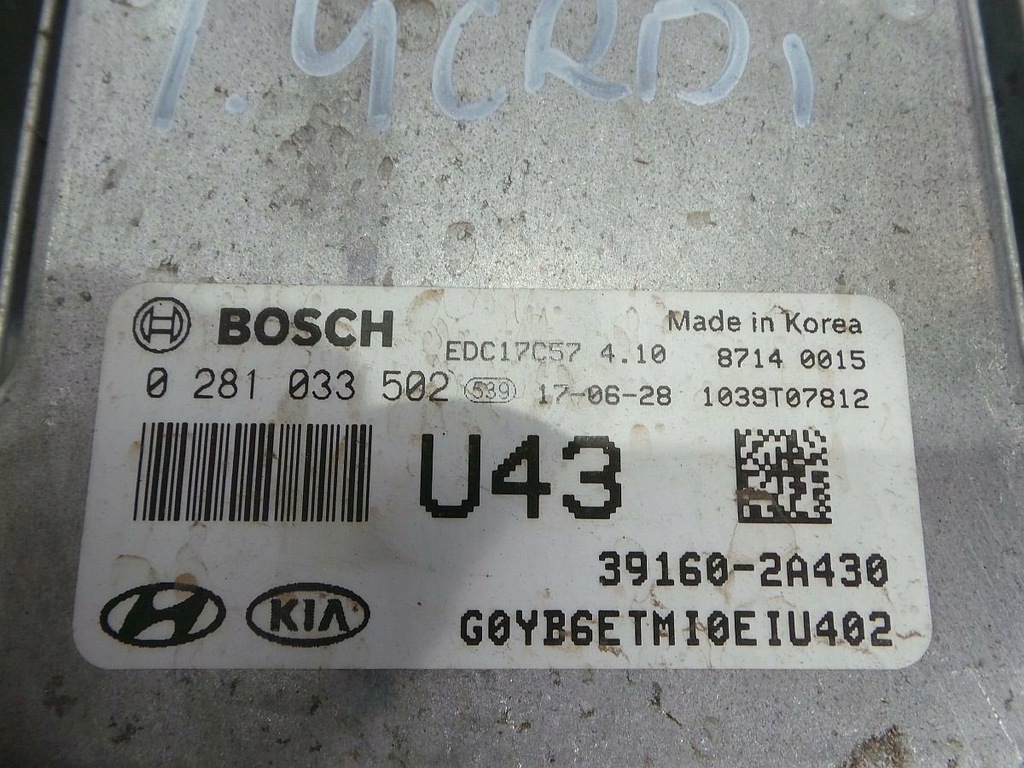 1.4CRDi
BOSCH
Made in Korea
EDC17C57 4.10 8714 0015
0 281 033 502 539 17-06-28 1039T07812
U43
39160-2A430
KIA G0YB6ETMI0EIU402